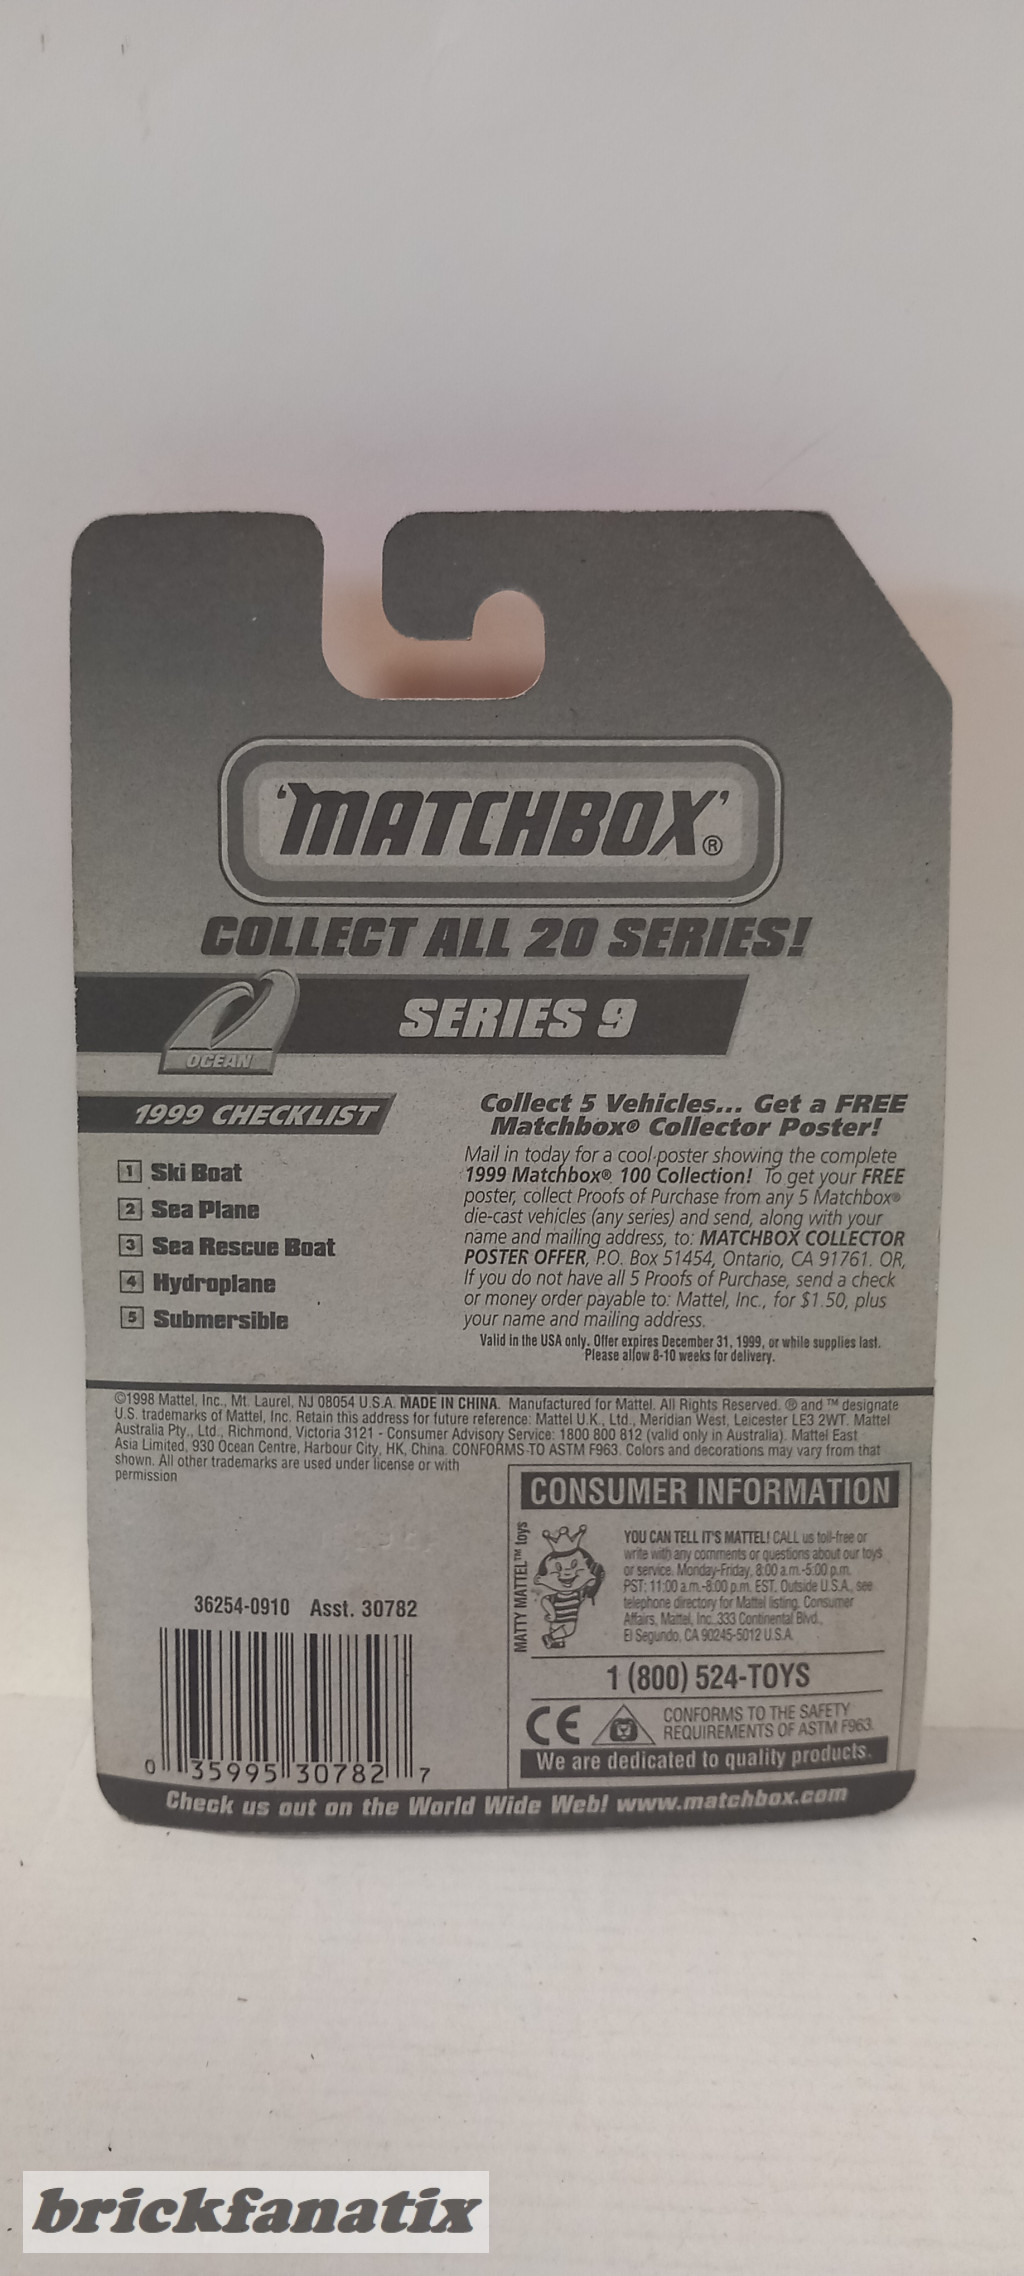 'MATCHBOX'®
COLLECT ALL 20 SERIES!
OCEAN
SERIES 9
1999 CHECKLIST
1 Ski Boat
2 Sea Plane
3 Sea Rescue Boat
4 Hydroplane
5 Submersible
Collect 5 Vehicles... Get a FREE
Matchbox® Collector Poster!
Mail in today for a cool poster showing the complete
1999 Matchbox® 100 Collection! To get your FREE
poster, collect Proofs of Purchase from any 5 Matchbox®
die-cast vehicles (any series) and send, along with your
name and mailing address, to: MATCHBOX COLLECTOR
POSTER OFFER, P.O. Box 51454, Ontario, CA 91761. OR,
If you do not have all 5 Proofs of Purchase, send a check
or money order payable to: Mattel, Inc., for $1.50, plus
your name and mailing address.
Valid in the USA only. Offer expires December 31, 1999, or while supplies last.
Please allow 8-10 weeks for delivery.
©1998 Mattel, Inc., Mt. Laurel, NJ 08054 U.S.A. MADE IN CHINA. Manufactured for Mattel. All Rights Reserved. ® and ™ designate
U.S. trademarks of Mattel, Inc. Retain this address for future reference: Mattel U.K., Ltd., Meridian West, Leicester LE3 2WT. Mattel
Australia Pty., Ltd., Richmond, Victoria 3121 - Consumer Advisory Service: 1800 800 812 (valid only in Australia). Mattel East
Asia Limited, 930 Ocean Centre, Harbour City, HK, China. CONFORMS TO ASTM F963. Colors and decorations may vary from that
shown. All other trademarks are used under license or with
permission
CONSUMER INFORMATION
MATTY MATTEL™ toys
YOU CAN TELL IT'S MATTEL! CALL us toll-free or
write with any comments or questions about our toys
or service. Monday-Friday, 8:00 a.m.-5:00 p.m.
PST; 11:00 a.m.-8:00 p.m. EST. Outside U.S.A., see
telephone directory for Mattel listing. Consumer
Affairs, Mattel, Inc. 333 Continental Blvd.,
El Segundo, CA 90245-5012 U.S.A.
1 (800) 524-TOYS
CE
CONFORMS TO THE SAFETY
REQUIREMENTS OF ASTM F963.
We are dedicated to quality products.
36254-0910 Asst. 30782
0 35995 30782 7
Check us out on the World Wide Web! www.matchbox.com
brickfanatix